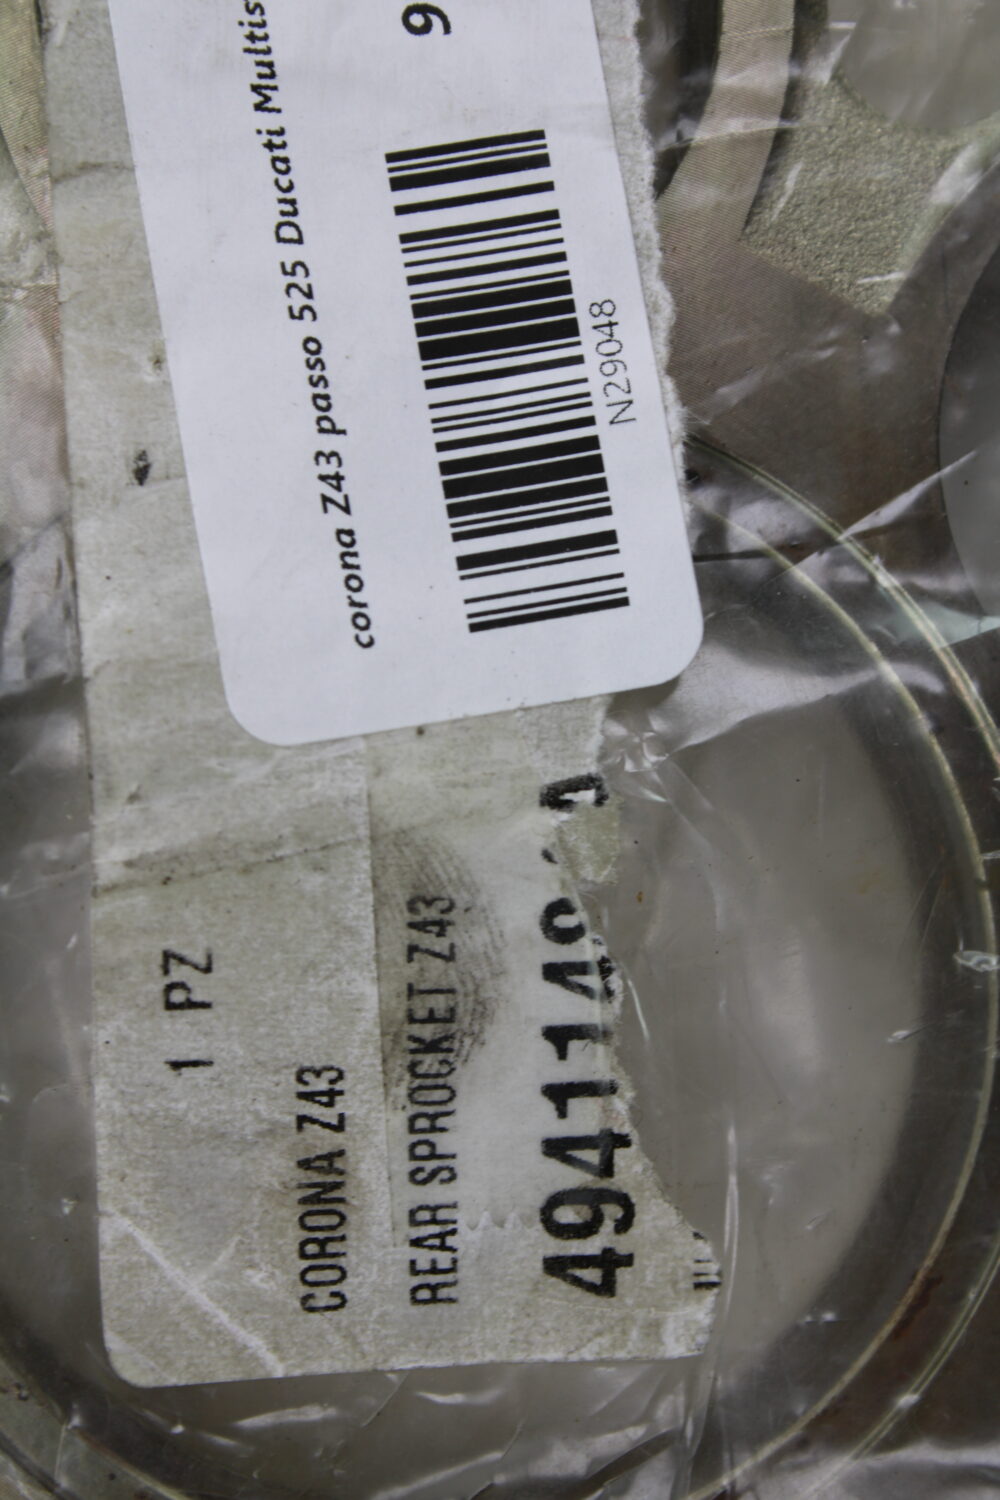 corona Z43 passo 525 Ducati Multis
9
N29048
1 PZ
CORONA Z43
REAR SPROCKET Z43
494114